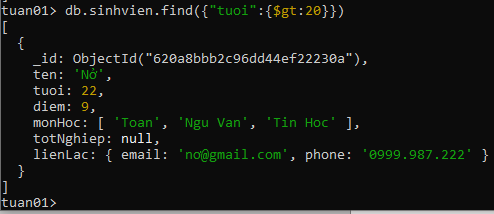 tuan01> db.sinhvien.find({"tuoi":{$gt:20}})
[
  {
    _id: ObjectId("620a8bbb2c96dd44ef22230a"),
    ten: 'Nở',
    tuoi: 22,
    diem: 9,
    monHoc: [ 'Toan', 'Ngu Van', 'Tin Hoc' ],
    totNghiep: null,
    lienLac: { email: 'nơ@gmail.com', phone: '0999.987.222' }
  }
]
tuan01>